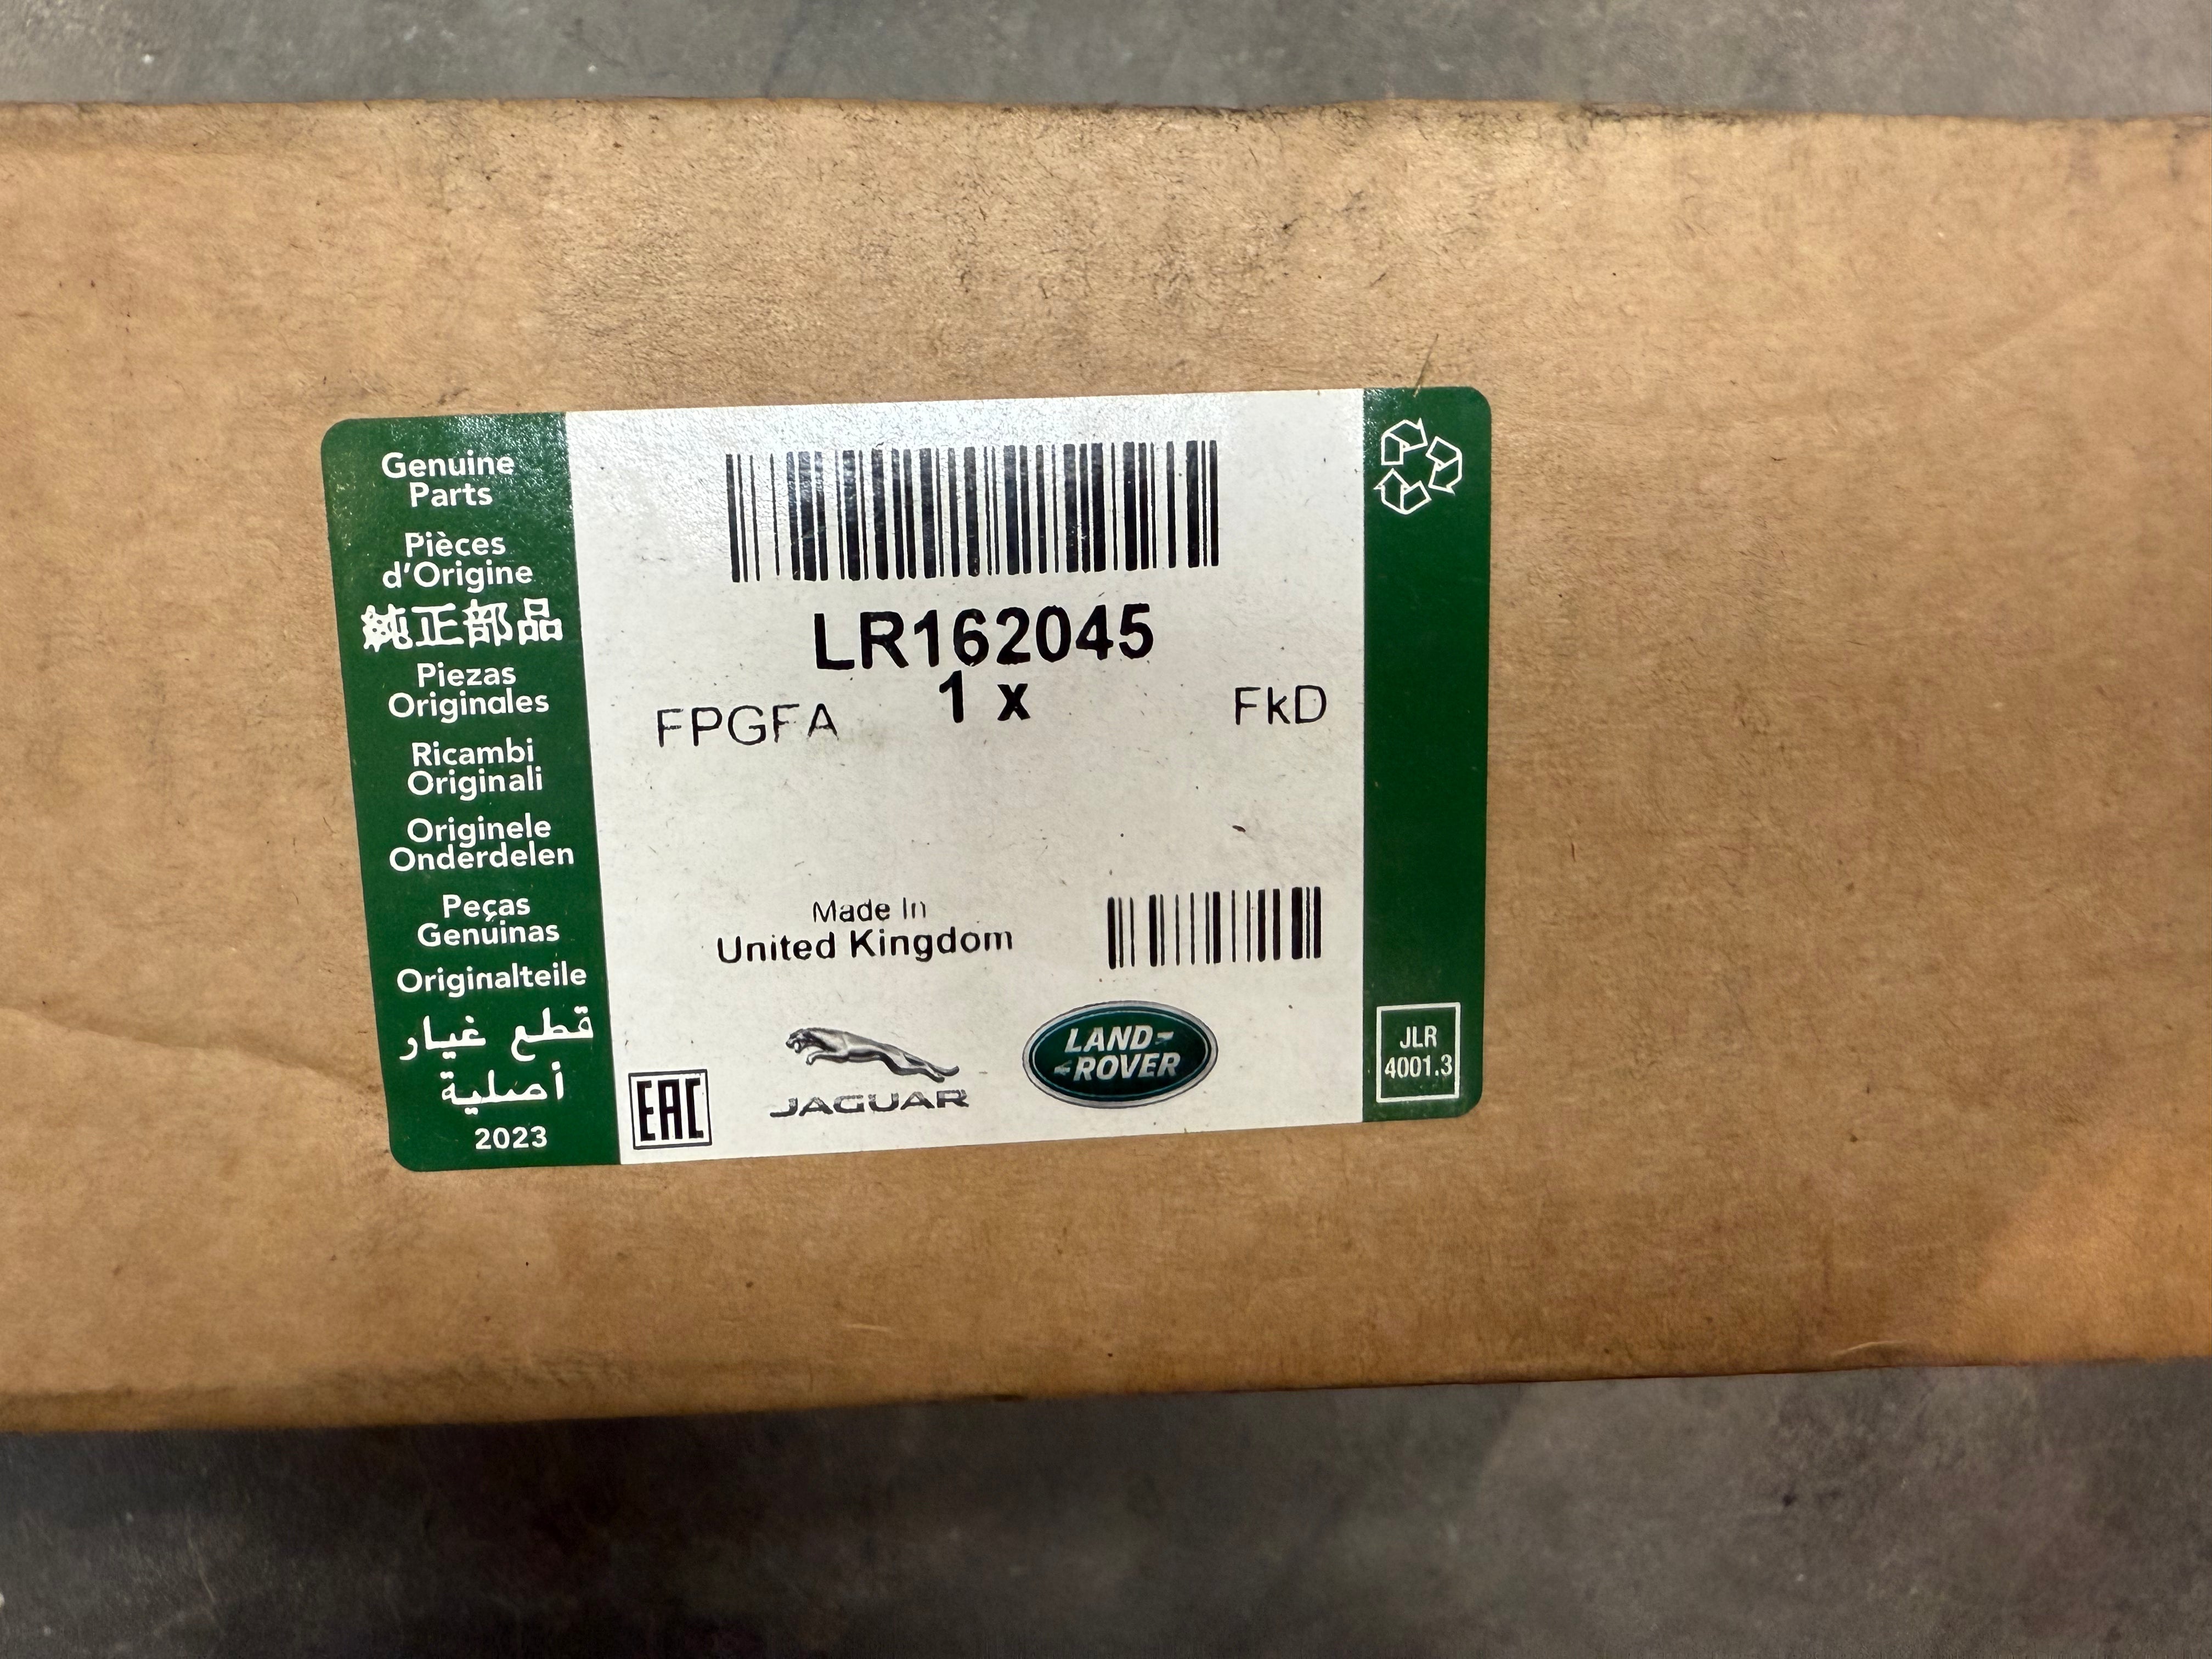 Genuine
Parts
Pièces
d'Origine
純正部品
Piezas
Originales
Ricambi
Originali
Originele
Onderdelen
Peças
Genuínas
Originalteile
قطع غيار
أصلية
2023
LR162045
1 x
FPGFA
FkD
Made In
United Kingdom
EAC
JAGUAR
LAND-
-ROVER
JLR
4001.3